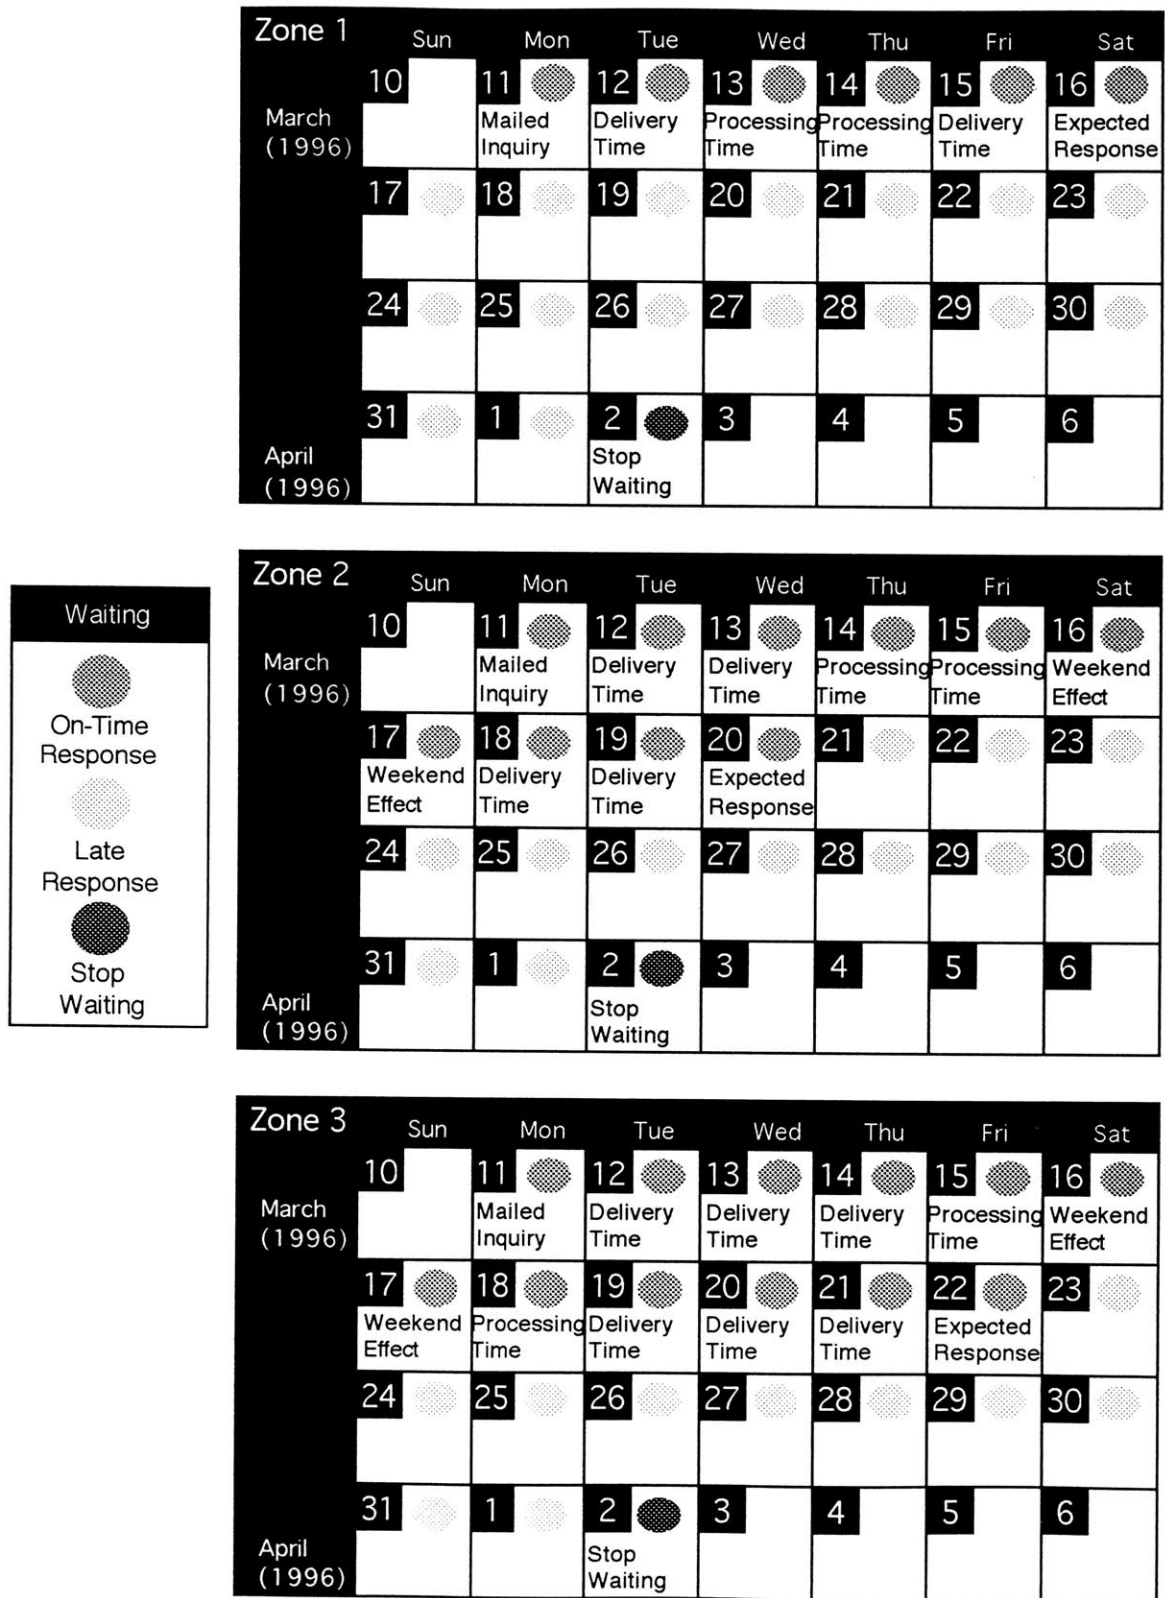 Zone 1
Sun Mon Tue Wed Thu Fri Sat
March
(1996)
10 11 12 13 14 15 16
Mailed Delivery Processing Processing Delivery Expected
Inquiry Time Time Time Time Response
17 18 19 20 21 22 23
24 25 26 27 28 29 30
31 1 2 3 4 5 6
April
(1996)
Stop
Waiting
Waiting
On-Time
Response
Late
Response
Stop
Waiting
Zone 2
Sun Mon Tue Wed Thu Fri Sat
March
(1996)
10 11 12 13 14 15 16
Mailed Delivery Delivery Processing Processing Weekend
Inquiry Time Time Time Time Effect
17 18 19 20 21 22 23
Weekend Delivery Delivery Expected
Effect Time Time Response
24 25 26 27 28 29 30
31 1 2 3 4 5 6
April
(1996)
Stop
Waiting
Zone 3
Sun Mon Tue Wed Thu Fri Sat
March
(1996)
10 11 12 13 14 15 16
Mailed Delivery Delivery Delivery Processing Weekend
Inquiry Time Time Time Time Effect
17 18 19 20 21 22 23
Weekend Processing Delivery Delivery Delivery Expected
Effect Time Time Time Time Response
24 25 26 27 28 29 30
31 1 2 3 4 5 6
April
(1996)
Stop
Waiting